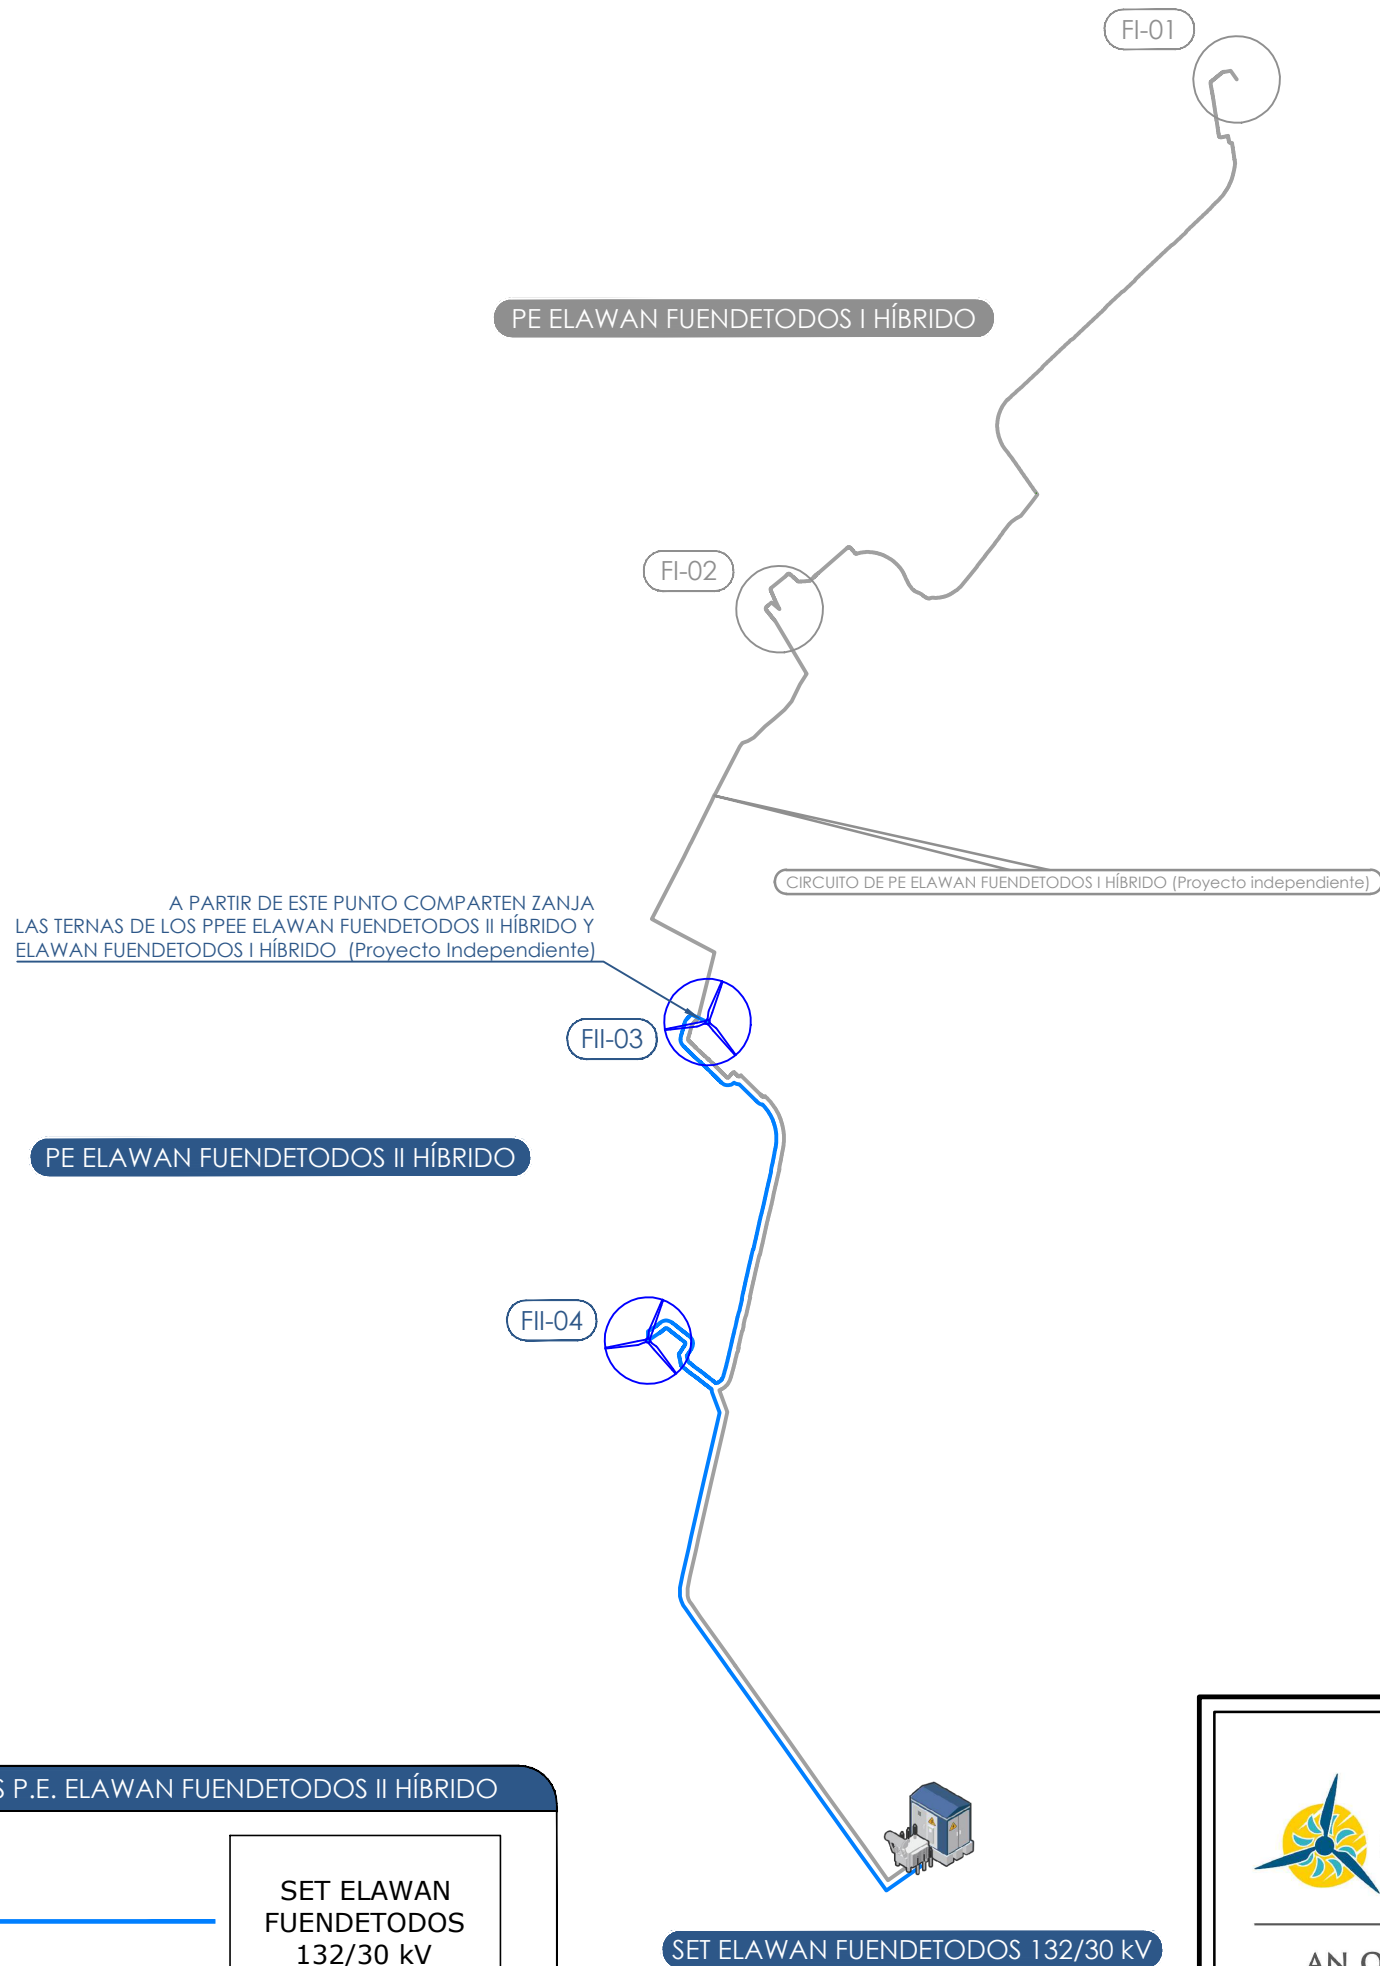 FI-01
PE ELAWAN FUENDETODOS I HÍBRIDO
FI-02
CIRCUITO DE PE ELAWAN FUENDETODOS I HÍBRIDO (Proyecto independiente)
A PARTIR DE ESTE PUNTO COMPARTEN ZANJA
LAS TERNAS DE LOS PPEE ELAWAN FUENDETODOS II HÍBRIDO Y
ELAWAN FUENDETODOS I HÍBRIDO (Proyecto Independiente)
FII-03
PE ELAWAN FUENDETODOS II HÍBRIDO
FII-04
S P.E. ELAWAN FUENDETODOS II HÍBRIDO
SET ELAWAN
FUENDETODOS
132/30 kV
SET ELAWAN FUENDETODOS 132/30 kV
AN O